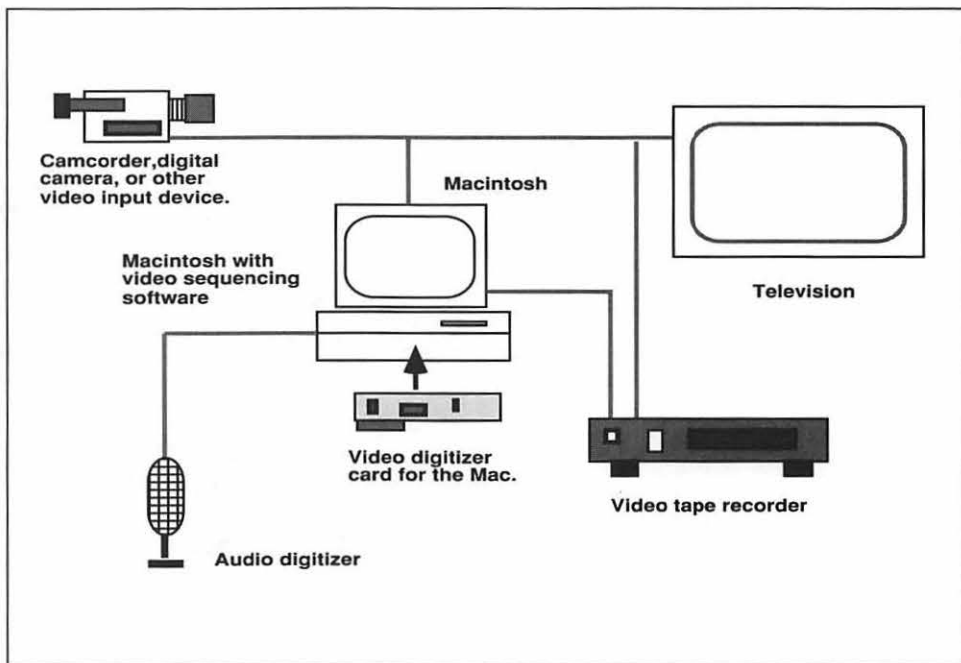 Camcorder,digital
camera, or other
video input device.
Macintosh
Macintosh with
video sequencing
software
Television
Video digitizer
card for the Mac.
Video tape recorder
Audio digitizer